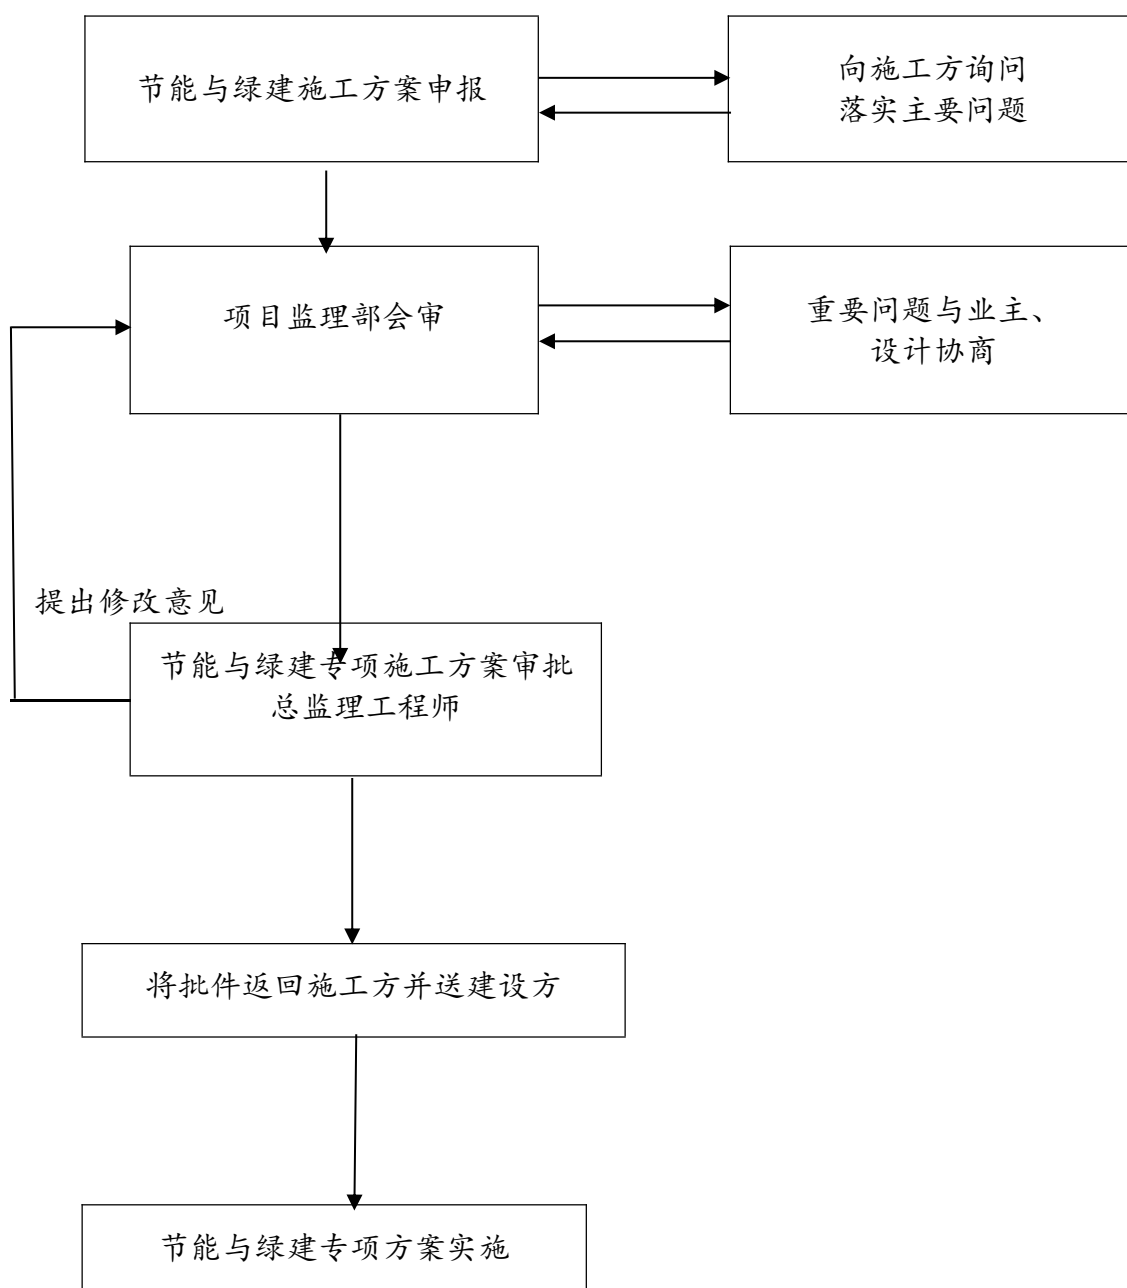 节能与绿建施工方案申报
向施工方询问
落实主要问题
项目监理部会审
重要问题与业主、
设计协商
提出修改意见
节能与绿建专项施工方案审批
总监理工程师
将批件返回施工方并送建设方
节能与绿建专项方案实施